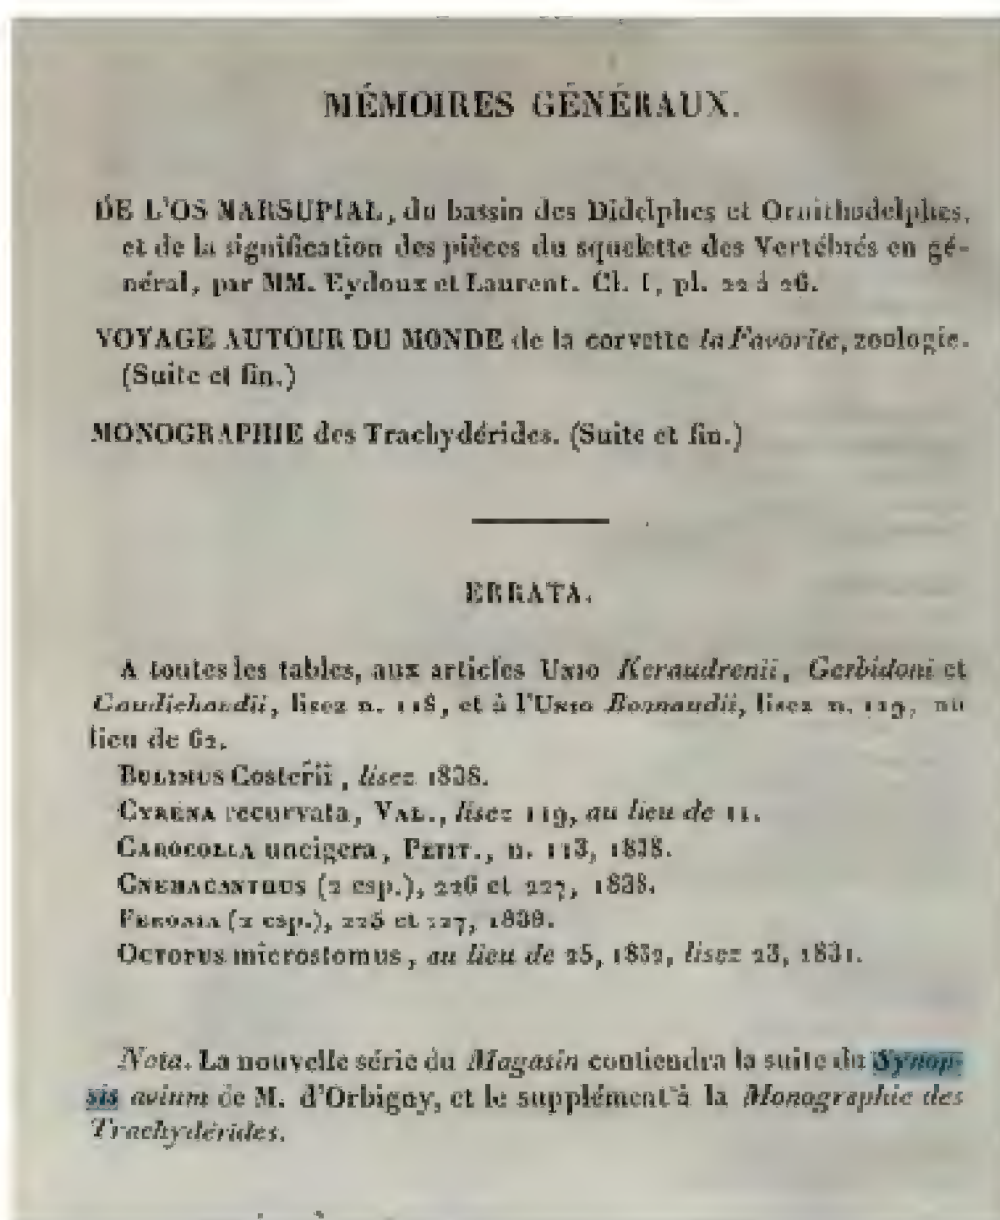 MÉMOIRES GÉNÉRAUX.
DE L'OS MARSUPIAL, du bassin des Didelphes et Ornithodelphes,
et de la signification des pièces du squelette des Vertébrés en gé-
néral, par MM. Eydoux et Laurent. Cl. I, pl. 22 à 26.
VOYAGE AUTOUR DU MONDE de la corvette la Favorite, zoologie.
(Suite et fin.)
MONOGRAPHIE des Trachydérides. (Suite et fin.)
ERRATA.
A toutes les tables, aux articles UNIO Keraudrenii, Gerbidoni et
Gaudichaudii, lisez n. 118, et à l'UNIO Bonnaudii, lisez n. 119, au
lieu de 62.
BULIMUS Costerii, lisez 1838.
CYRENA recurvata, VAL., lisez 119, au lieu de 11.
CAROCOLLA uncigera, PETIT., n. 113, 1838.
CNEMACANTHUS (2 esp.), 226 et 227, 1838.
FERONIA (2 esp.), 225 et 227, 1838.
OCTOPUS microstomus, au lieu de 25, 1832, lisez 23, 1831.
Nota. La nouvelle série du Magasin contiendra la suite du Synop-
sis avium de M. d'Orbigny, et le supplément à la Monographie des
Trachydérides.